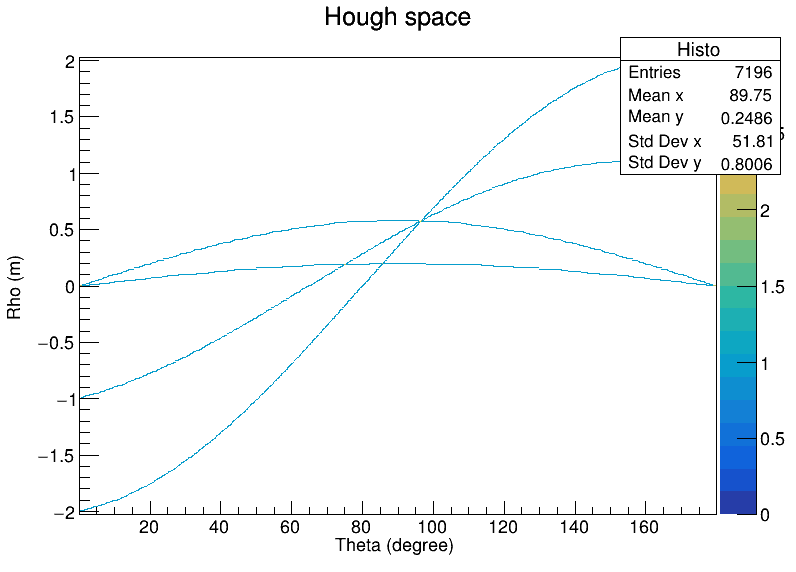 Hough space
Histo
Entries 7196
Mean x 89.75
Mean y 0.2486
Std Dev x 51.81
Std Dev y 0.8006
2
1.5
1
0.5
0
−0.5
−1
−1.5
−2
Rho (m)
20 40 60 80 100 120 140 160
Theta (degree)
5
2
1.5
1
0.5
0